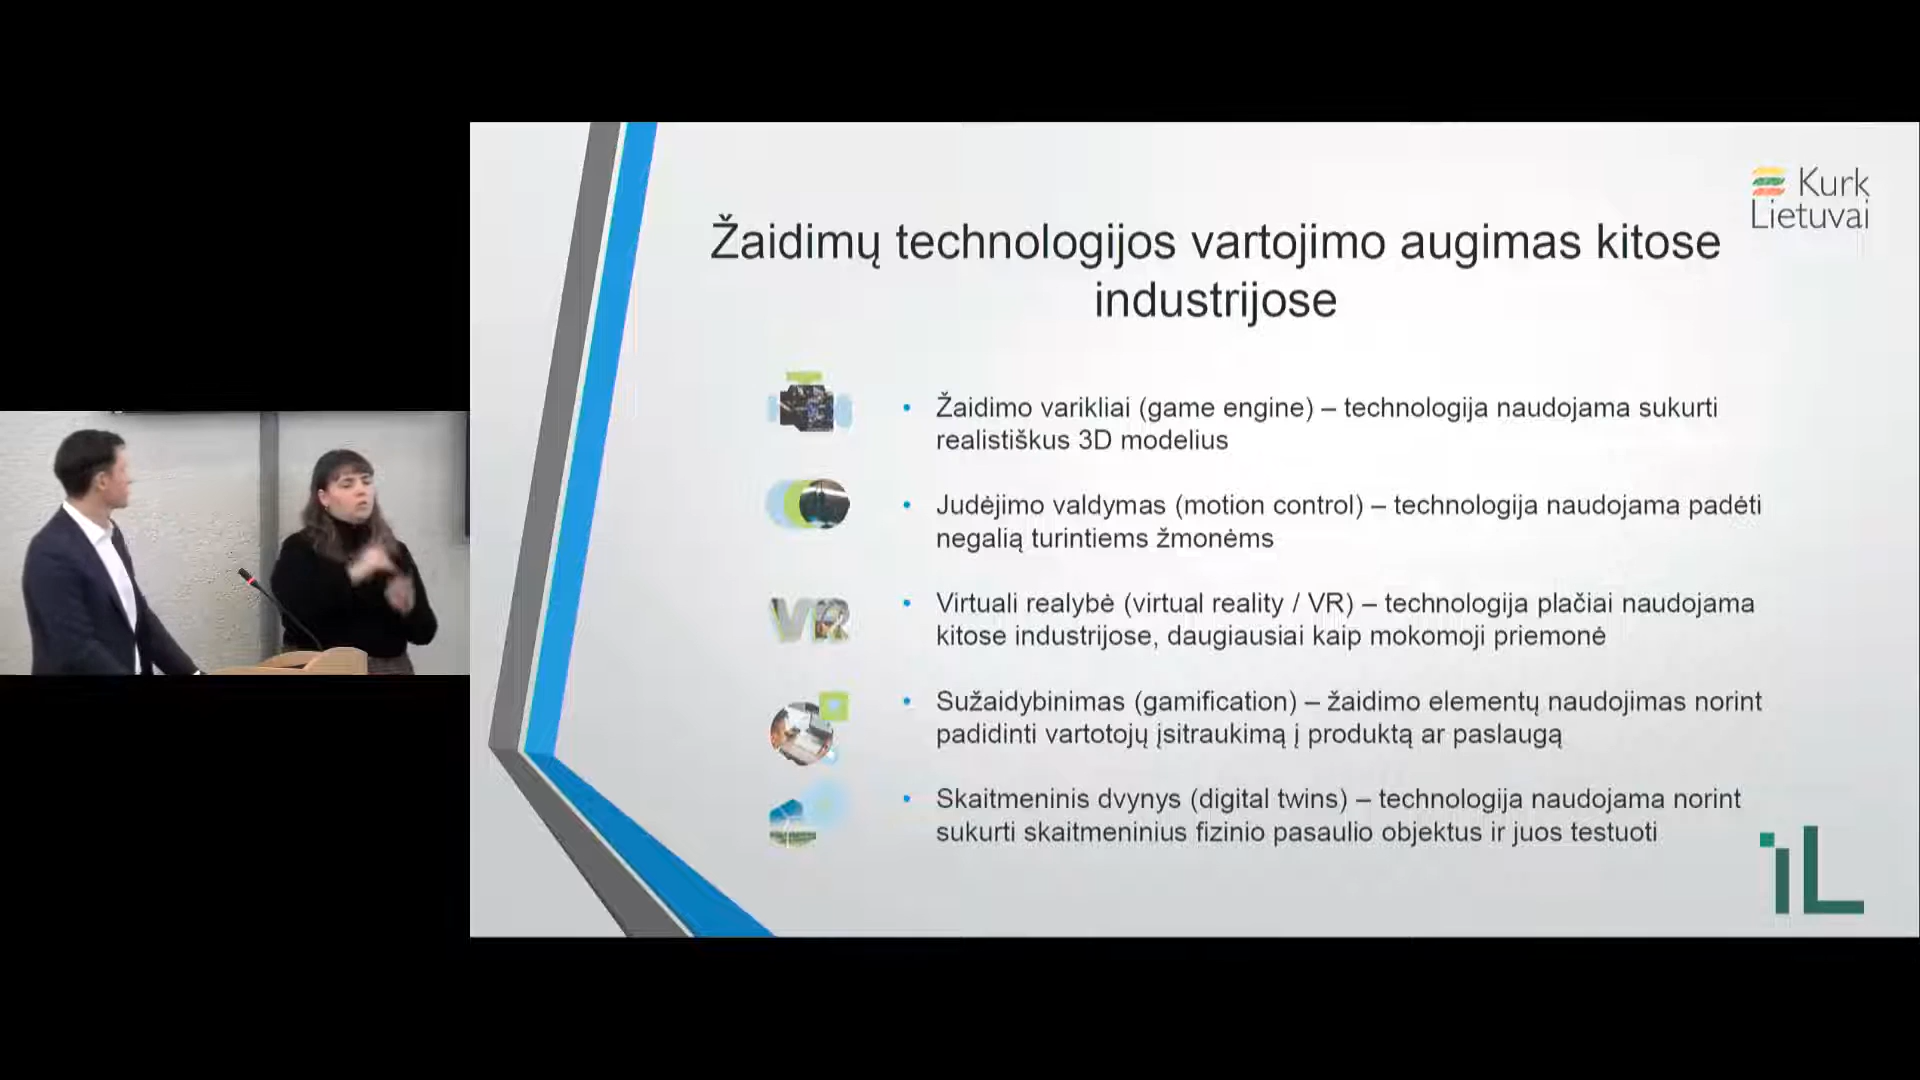 Kurk
Lietuvai
Žaidimų technologijos vartojimo augimas kitose
industrijose
• Žaidimo varikliai (game engine) – technologija naudojama sukurti
realistiškus 3D modelius
• Judėjimo valdymas (motion control) – technologija naudojama padėti
negalią turintiems žmonėms
VR
• Virtuali realybė (virtual reality / VR) – technologija plačiai naudojama
kitose industrijose, daugiausiai kaip mokomoji priemonė
• Sužaidybinimas (gamification) – žaidimo elementų naudojimas norint
padidinti vartotojų įsitraukimą į produktą ar paslaugą
• Skaitmeninis dvynys (digital twins) – technologija naudojama norint
sukurti skaitmeninius fizinio pasaulio objektus ir juos testuoti
iL